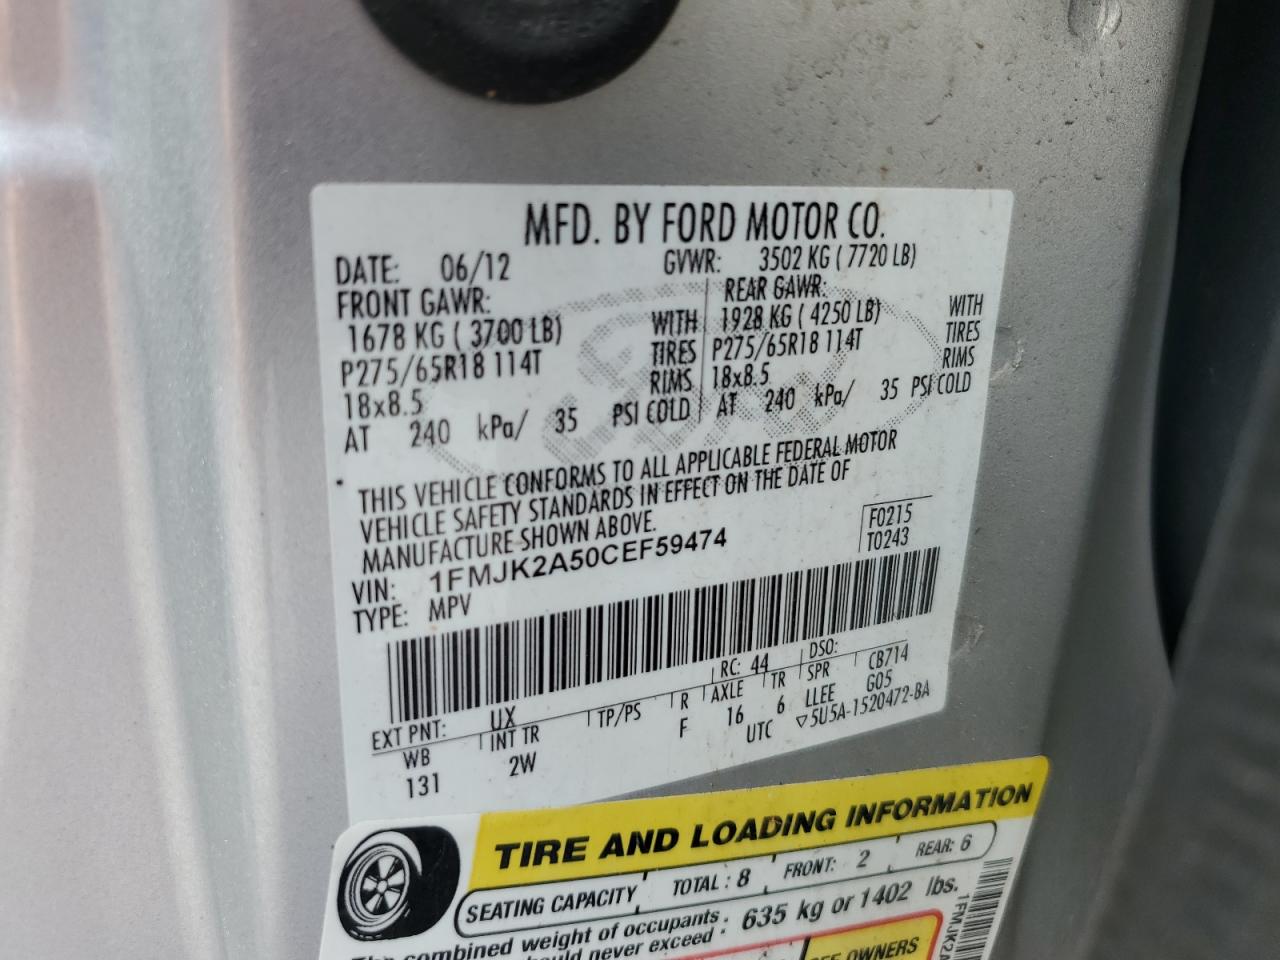 MFD. BY FORD MOTOR CO.
DATE: 06/12 GVWR: 3502 KG ( 7720 LB)
FRONT GAWR: REAR GAWR:
1678 KG ( 3700 LB) WITH 1928 KG ( 4250 LB) WITH
P275/65R18 114T TIRES P275/65R18 114T TIRES
18x8.5 RIMS 18x8.5 RIMS
AT 240 kPa/ 35 PSI COLD AT 240 kPa/ 35 PSI COLD
THIS VEHICLE CONFORMS TO ALL APPLICABLE FEDERAL MOTOR
VEHICLE SAFETY STANDARDS IN EFFECT ON THE DATE OF
MANUFACTURE SHOWN ABOVE.
F0215
T0243
VIN: 1FMJK2A50CEF59474
TYPE: MPV
EXT PNT: UX RC: 44 DSO: CB714
WB INT TR TP/PS R AXLE TR SPR G05
131 2W F 16 6 LLEE
UTC ▽5U5A-1520472-BA
TIRE AND LOADING INFORMATION
SEATING CAPACITY TOTAL : 8 FRONT: 2 REAR: 6
combined weight of occupants 635 kg or 1402 lbs.
should never exceed :
OWNERS
1FMJK2A